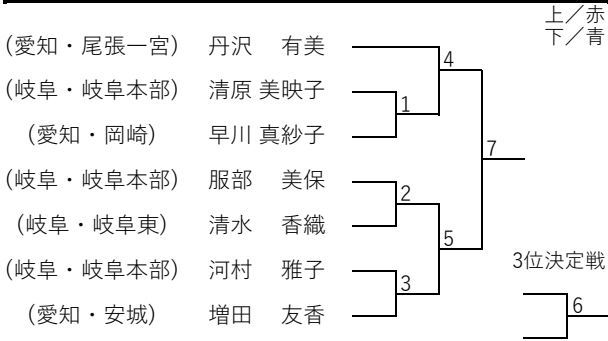 上／赤
下／青
(愛知・尾張一宮) 丹沢　有美
(岐阜・岐阜本部) 清原 美映子
(愛知・岡崎) 早川 真紗子
(岐阜・岐阜本部) 服部　美保
(岐阜・岐阜東) 清水　香織
(岐阜・岐阜本部) 河村　雅子
(愛知・安城) 増田　友香
4
1
7
2
5
3
3位決定戦
6